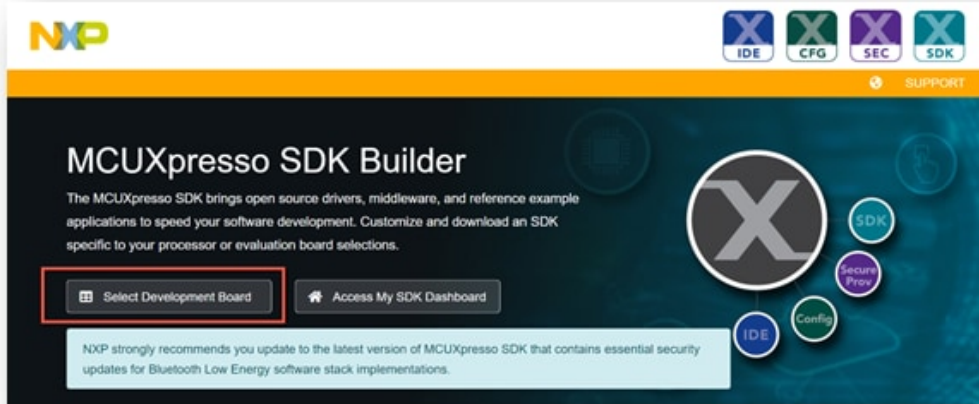 NXP
IDE CFG SEC SDK
SUPPORT
MCUXpresso SDK Builder
The MCUXpresso SDK brings open source drivers, middleware, and reference example
applications to speed your software development. Customize and download an SDK
specific to your processor or evaluation board selections.
Select Development Board
Access My SDK Dashboard
NXP strongly recommends you update to the latest version of MCUXpresso SDK that contains essential security
updates for Bluetooth Low Energy software stack implementations.
X
SDK
Secure
Prov
Config
IDE